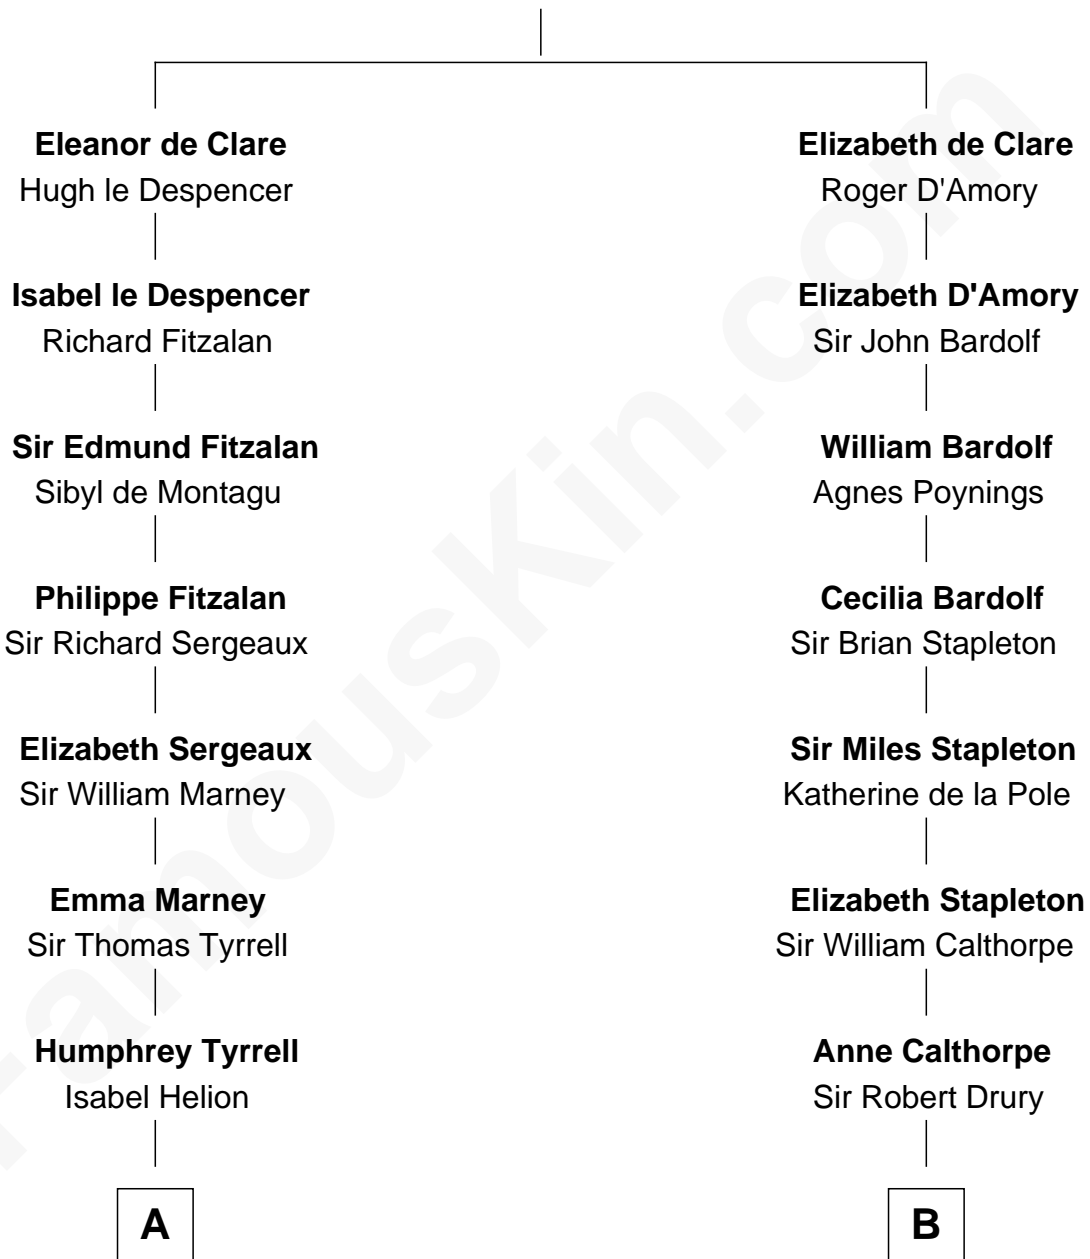 Eleanor de Clare
Hugh le Despencer
Isabel le Despencer
Richard Fitzalan
Sir Edmund Fitzalan
Sibyl de Montagu
Philippe Fitzalan
Sir Richard Sergeaux
Elizabeth Sergeaux
Sir William Marney
Emma Marney
Sir Thomas Tyrrell
Humphrey Tyrrell
Isabel Helion
A
Elizabeth de Clare
Roger D'Amory
Elizabeth D'Amory
Sir John Bardolf
William Bardolf
Agnes Poynings
Cecilia Bardolf
Sir Brian Stapleton
Sir Miles Stapleton
Katherine de la Pole
Elizabeth Stapleton
Sir William Calthorpe
Anne Calthorpe
Sir Robert Drury
B
FamousKin.com